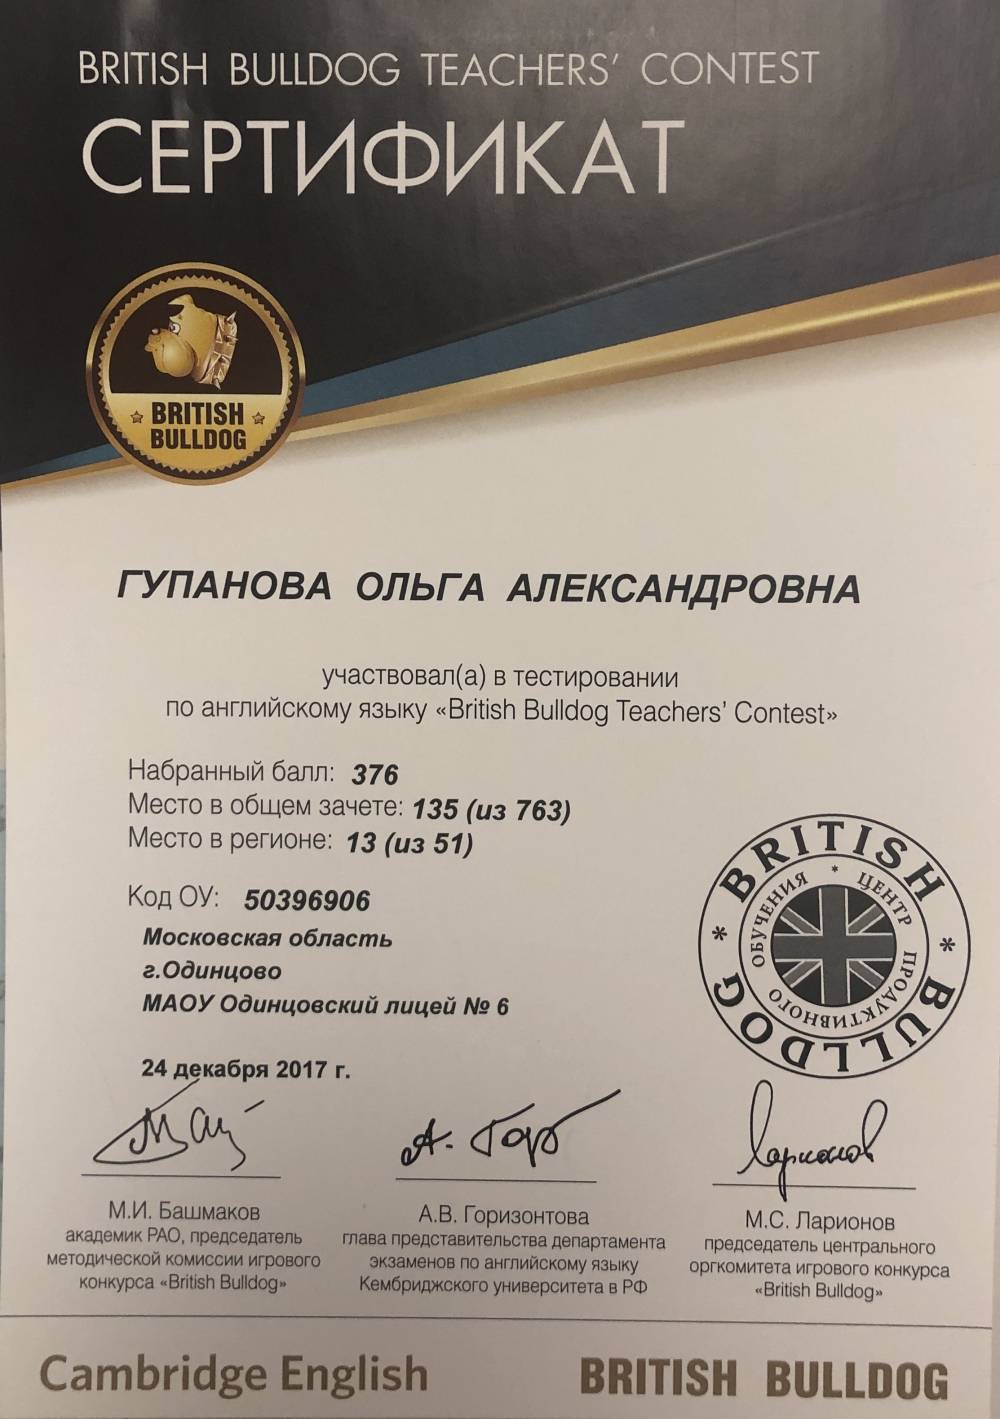 BRITISH BULLDOG TEACHERS' CONTEST
СЕРТИФИКАТ
BRITISH
BULLDOG
ГУПАНОВА ОЛЬГА АЛЕКСАНДРОВНА
участвовал(а) в тестировании
по английскому языку «British Bulldog Teachers' Contest»
Набранный балл: 376
Место в общем зачете: 135 (из 763)
Место в регионе: 13 (из 51)
Код ОУ: 50396906
Московская область
г.Одинцово
МАОУ Одинцовский лицей № 6
BRITISH * BULLDOG *
* ЦЕНТР ПРОДУКТИВНОГО ОБУЧЕНИЯ
24 декабря 2017 г.
А. Горб
Ларионов
М.И. Башмаков
академик РАО, председатель
методической комиссии игрового
конкурса «British Bulldog»
А.В. Горизонтова
глава представительства департамента
экзаменов по английскому языку
Кембриджского университета в РФ
М.С. Ларионов
председатель центрального
оргкомитета игрового конкурса
«British Bulldog»
Cambridge English
BRITISH BULLDOG